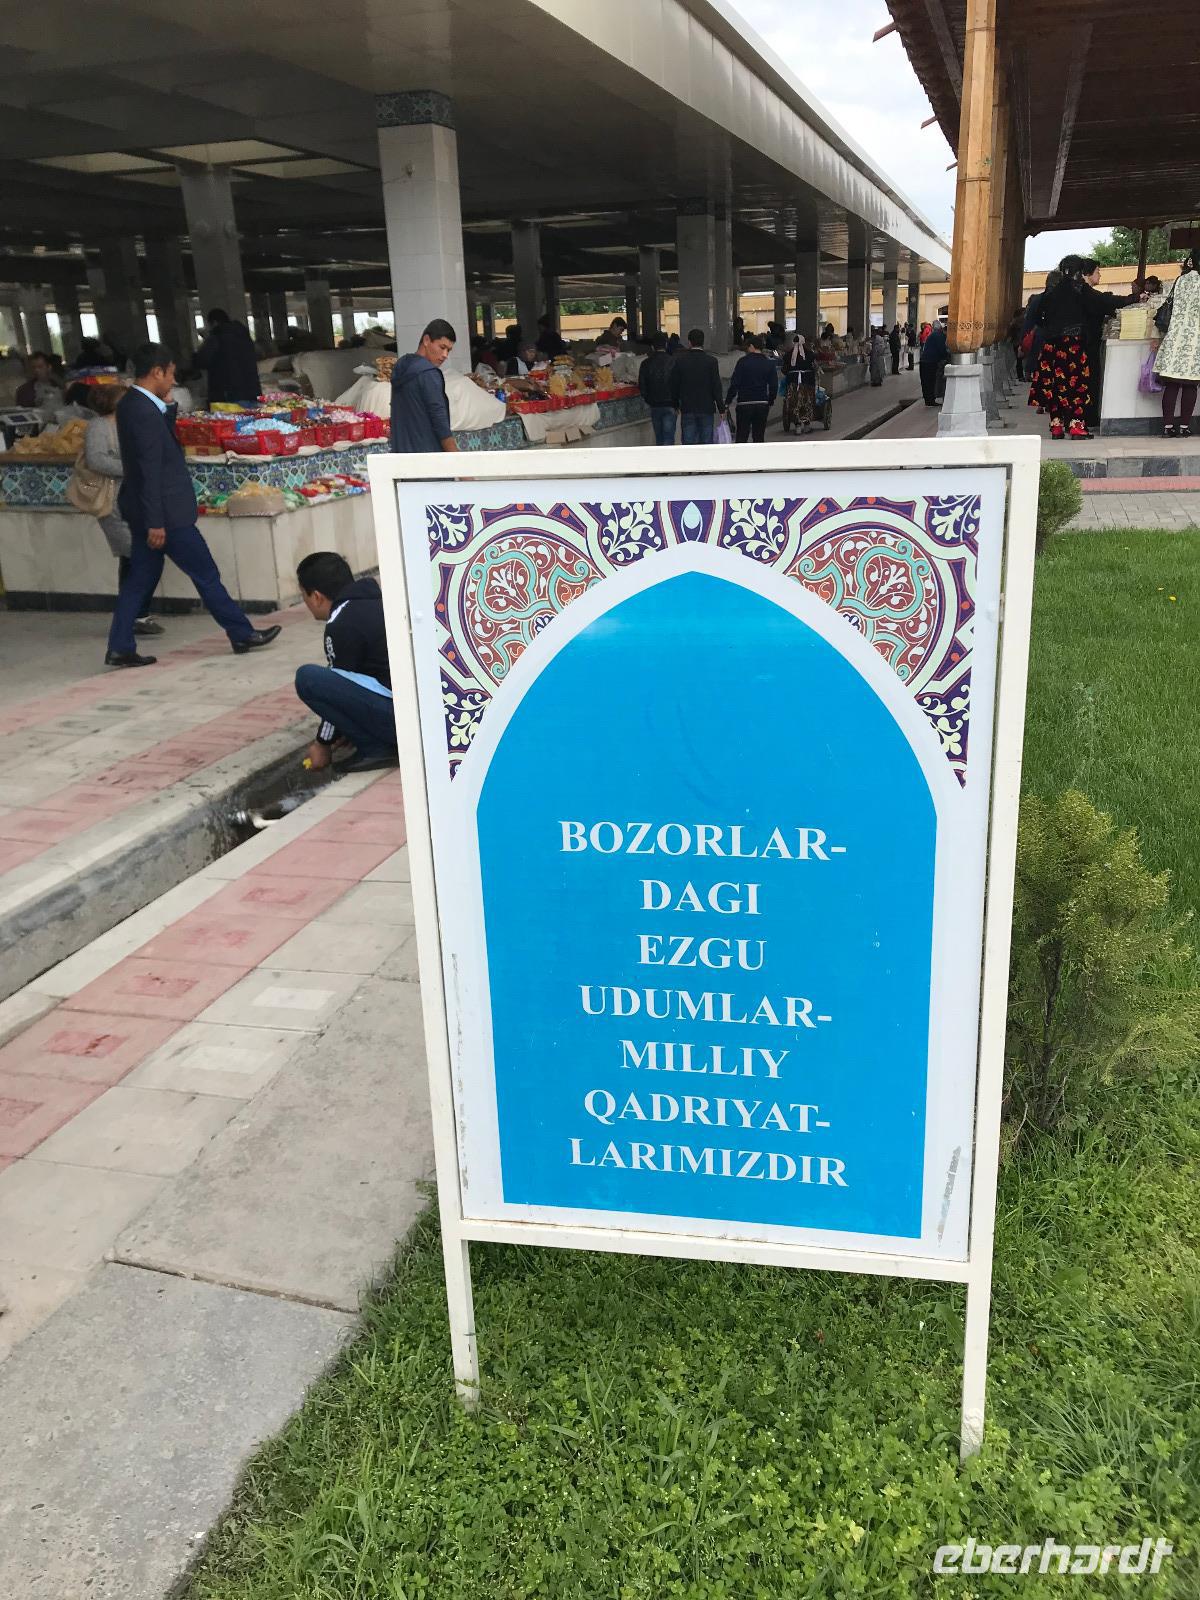 BOZORLAR-
DAGI
EZGU
UDUMLAR-
MILLIY
QADRIYAT-
LARIMIZDIR
eberhardt